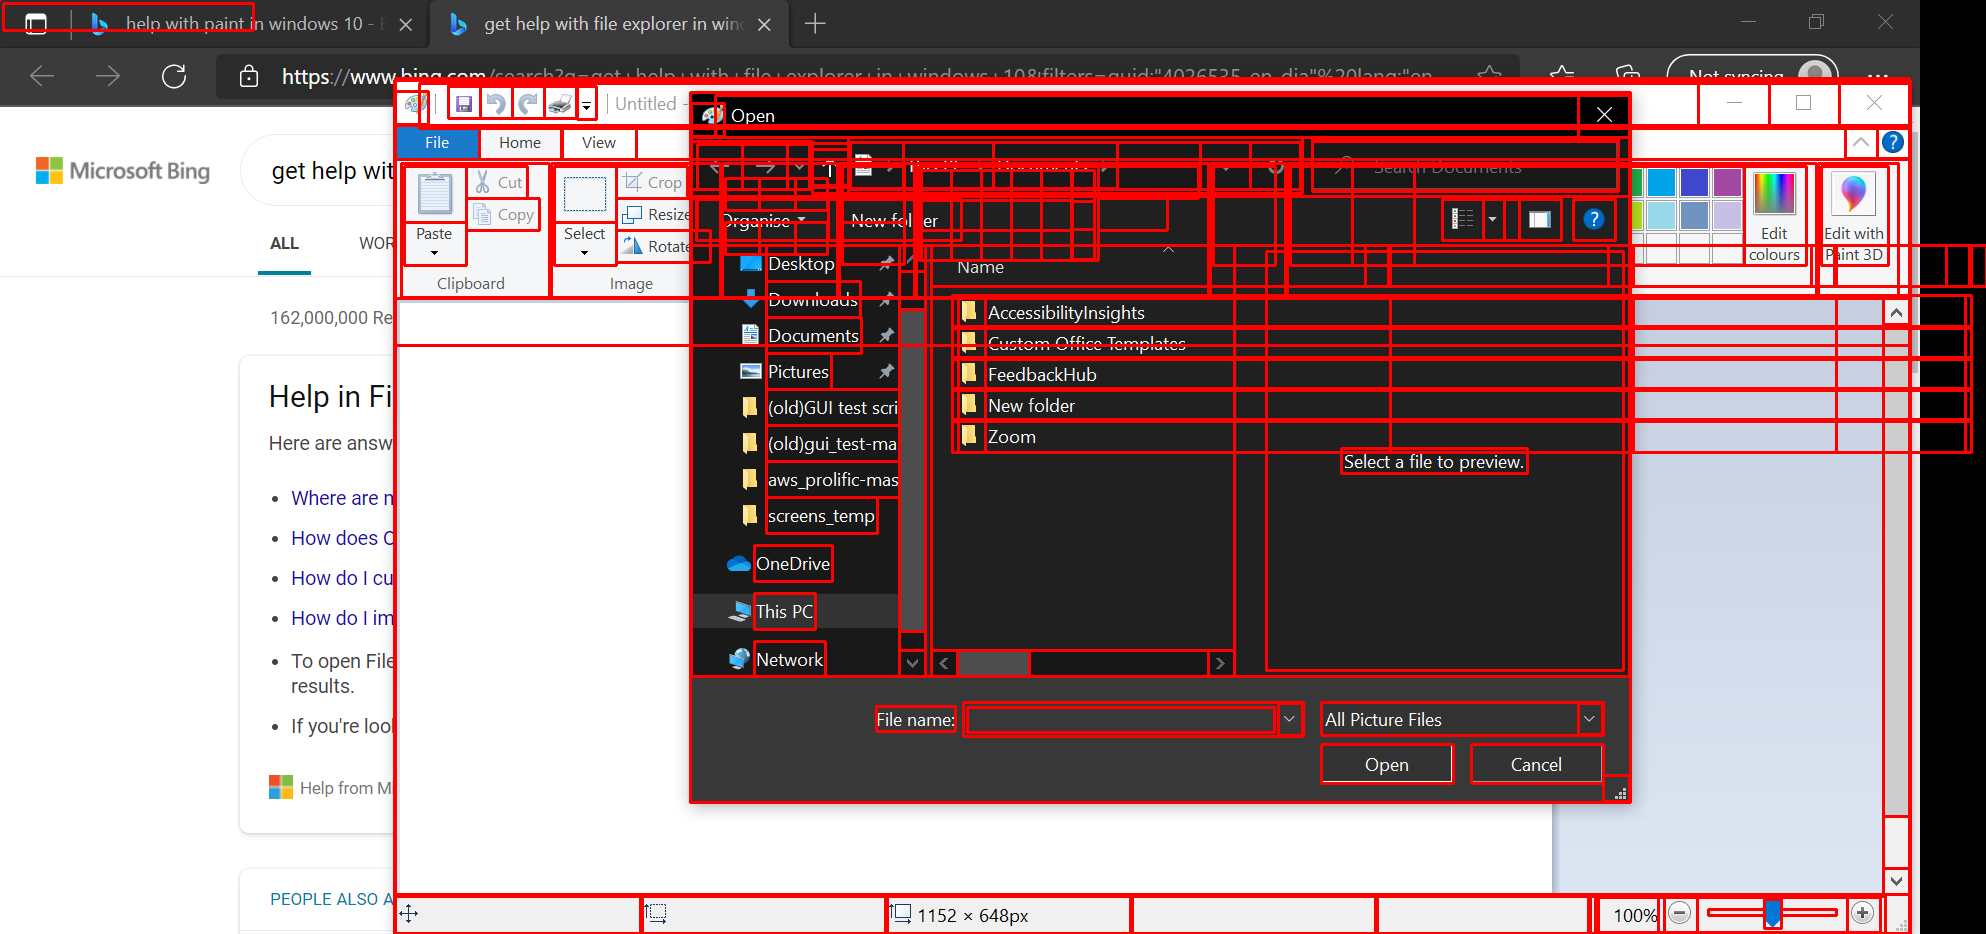 help with paint in windows 10 -
get help with file explorer in win
https://www.bing.com/search?q=get+help+with+file+explorer+in+windows+10&filters=guid:"4026535-en-dia"%20lang:"en
Not syncing
Microsoft Bing
get help wit
ALL
WOR
162,000,000 Re
Help in Fi
Here are answ
Where are n
How does C
How do I cu
How do I im
To open File
results.
If you're loo
Help from Mi
PEOPLE ALSO A
Untitled -
File
Home
View
Paste
Cut
Copy
Clipboard
Select
Crop
Resize
Rotate
Image
Edit
colours
Edit with
Paint 3D
Open
Search Documents
Organise
New folder
Desktop
Downloads
Documents
Pictures
(old)GUI test scri
(old)gui_test-ma
aws_prolific-mas
screens_temp
OneDrive
This PC
Network
Name
AccessibilityInsights
Custom Office Templates
FeedbackHub
New folder
Zoom
Select a file to preview.
File name:
All Picture Files
Open
Cancel
1152 × 648px
100%